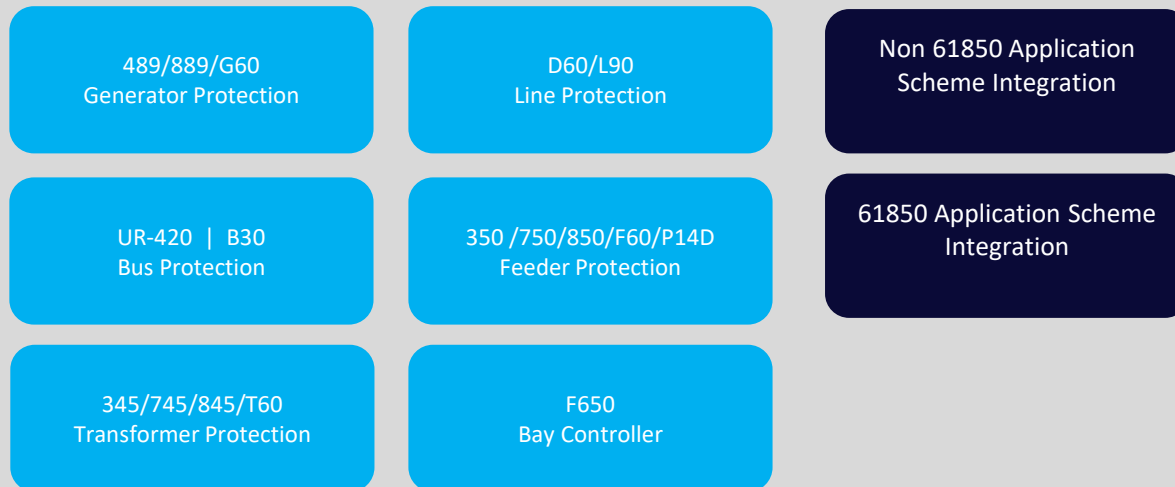 489/889/G60
Generator Protection
D60/L90
Line Protection
Non 61850 Application
Scheme Integration
UR-420 | B30
Bus Protection
350 /750/850/F60/P14D
Feeder Protection
61850 Application Scheme
Integration
345/745/845/T60
Transformer Protection
F650
Bay Controller